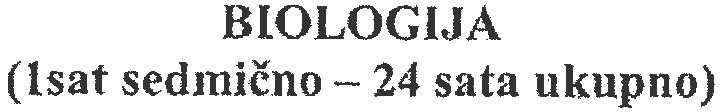 BIOLOGIJA
(1sat sedmično – 24 sata ukupno)